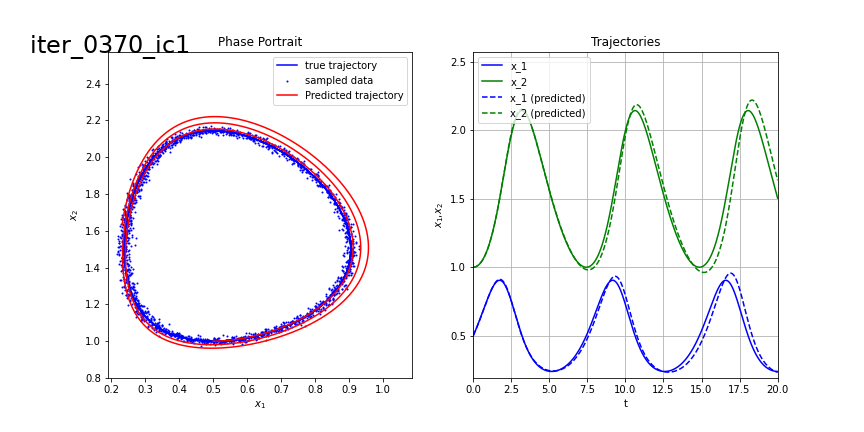 iter_0370_ic1
Phase Portrait
true trajectory
sampled data
Predicted trajectory
2.4
2.2
2.0
1.8
1.6
1.4
1.2
1.0
0.8
x₂
0.2 0.3 0.4 0.5 0.6 0.7 0.8 0.9 1.0
x₁
Trajectories
x_1
x_2
x_1 (predicted)
x_2 (predicted)
2.5
2.0
1.5
1.0
0.5
x₁,x₂
0.0 2.5 5.0 7.5 10.0 12.5 15.0 17.5 20.0
t